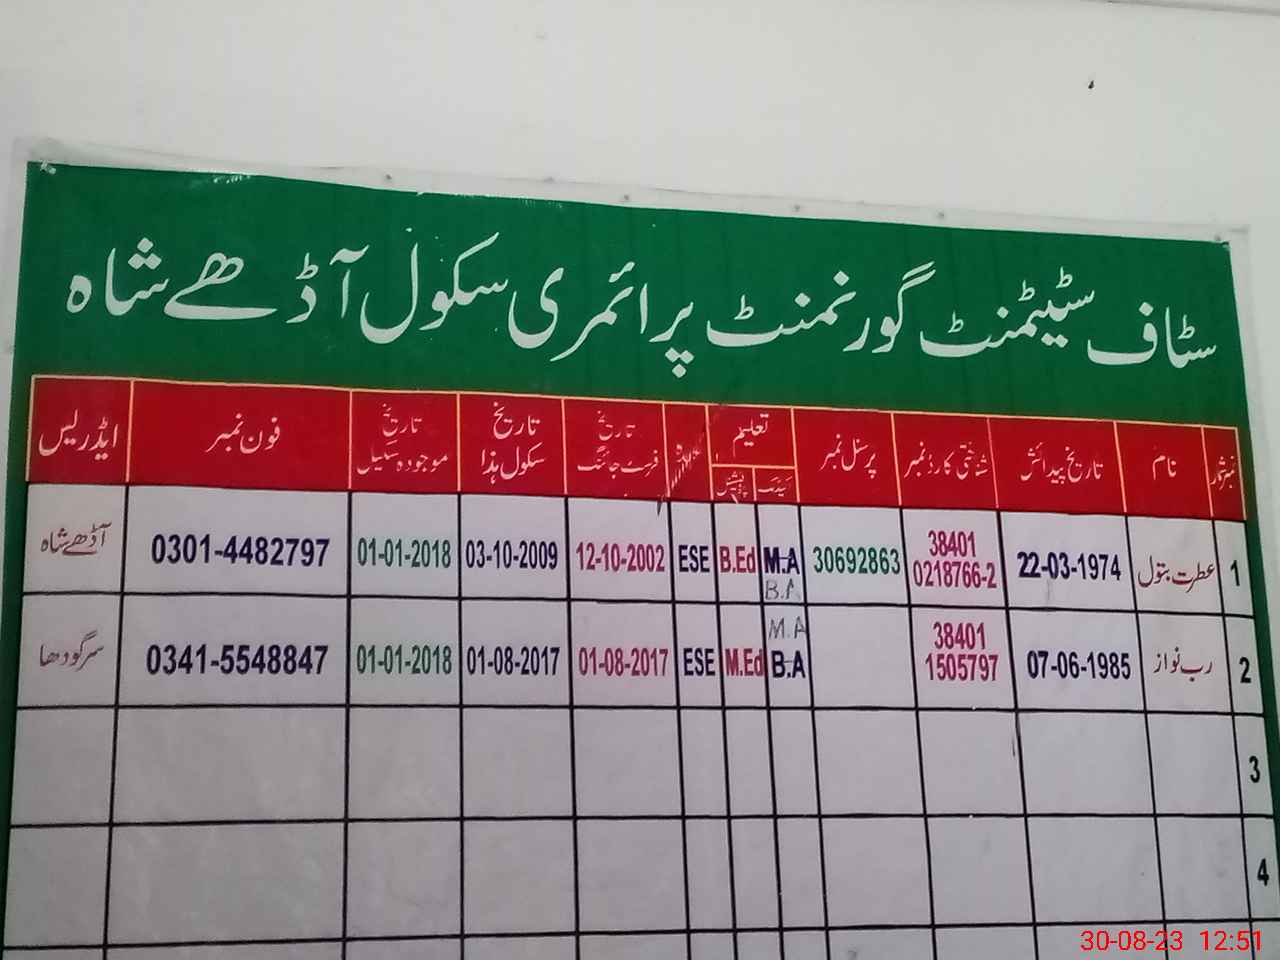 سٹاف سٹیٹمنٹ گورنمنٹ پرائمری سکول آڈھے شاہ
نمبر شمار نام تاریخ پیدائش شناختی کارڈ نمبر پرسنل نمبر تعلیم عہدہ تاریخ فرسٹ جائنگ تاریخ سکول ہذا تاریخ موجودہ سکیل فون نمبر ایڈریس
1 عطرت بتول 22-03-1974 38401 0218766-2 30692863 M.A B.A B.Ed ESE 12-10-2002 03-10-2009 01-01-2018 0301-4482797 آڈھے شاہ
2 رب نواز 07-06-1985 38401 1505797 M.A B.A M.Ed ESE 01-08-2017 01-08-2017 01-01-2018 0341-5548847 سرگودھا
3
4
30-08-23 12:51